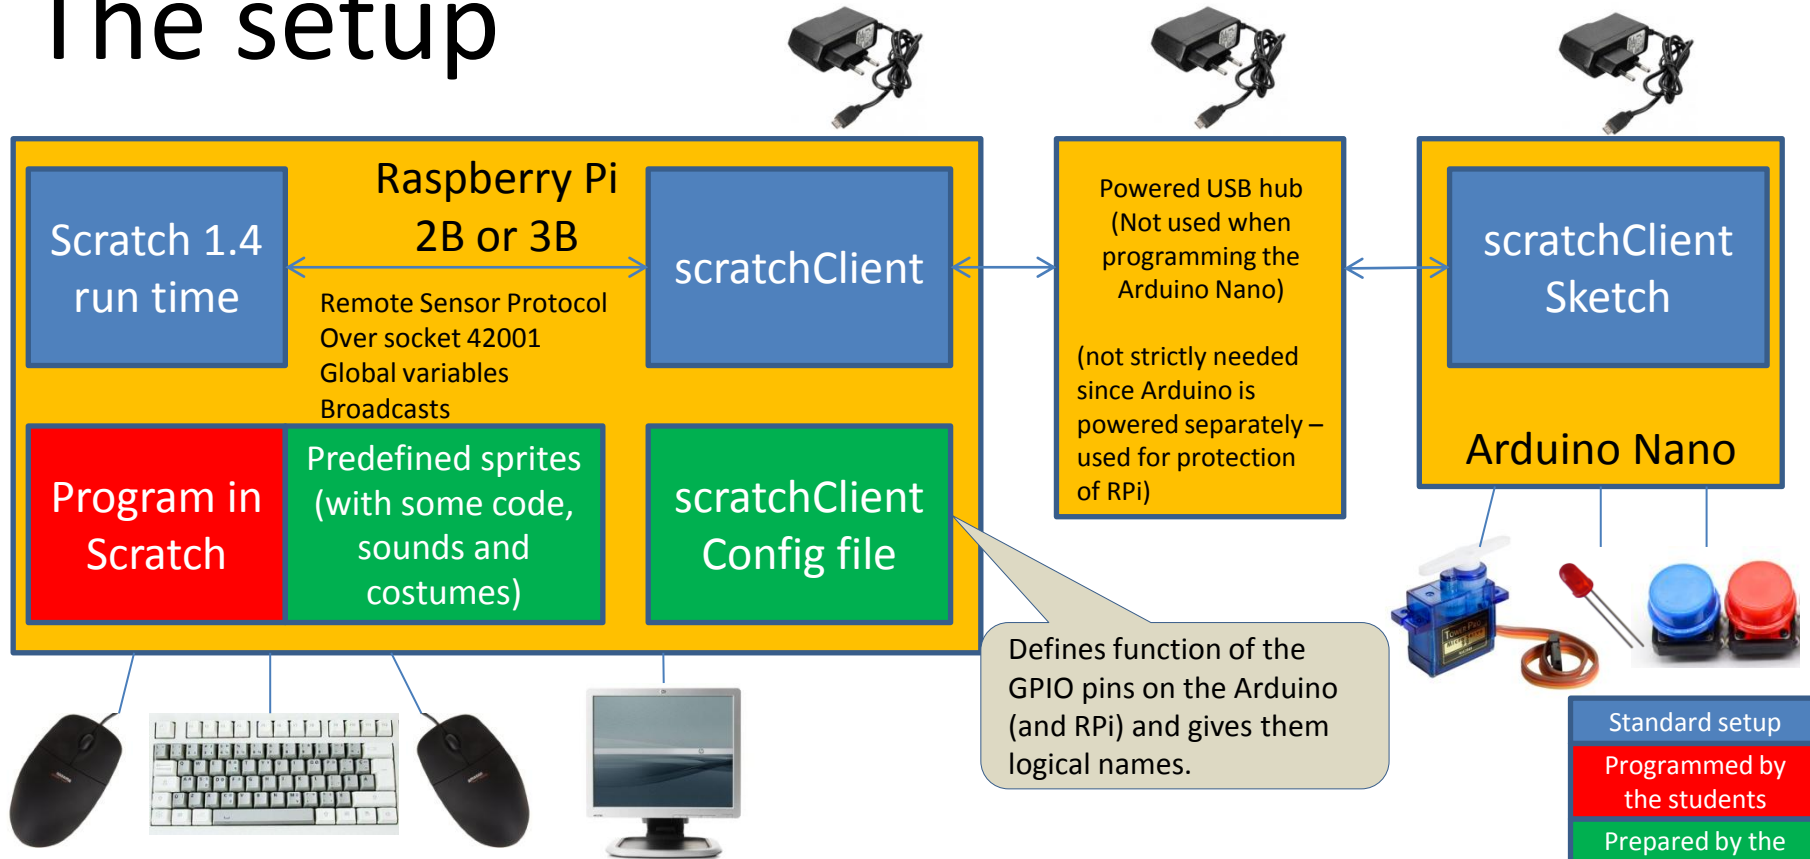 The setup
Raspberry Pi
2B or 3B
Scratch 1.4
run time
scratchClient
Remote Sensor Protocol
Over socket 42001
Global variables
Broadcasts
Program in
Scratch
Predefined sprites
(with some code,
sounds and
costumes)
scratchClient
Config file
Powered USB hub
(Not used when
programming the
Arduino Nano)
(not strictly needed
since Arduino is
powered separately –
used for protection
of RPi)
scratchClient
Sketch
Arduino Nano
Defines function of the
GPIO pins on the Arduino
(and RPi) and gives them
logical names.
Standard setup
Programmed by
the students
Prepared by the